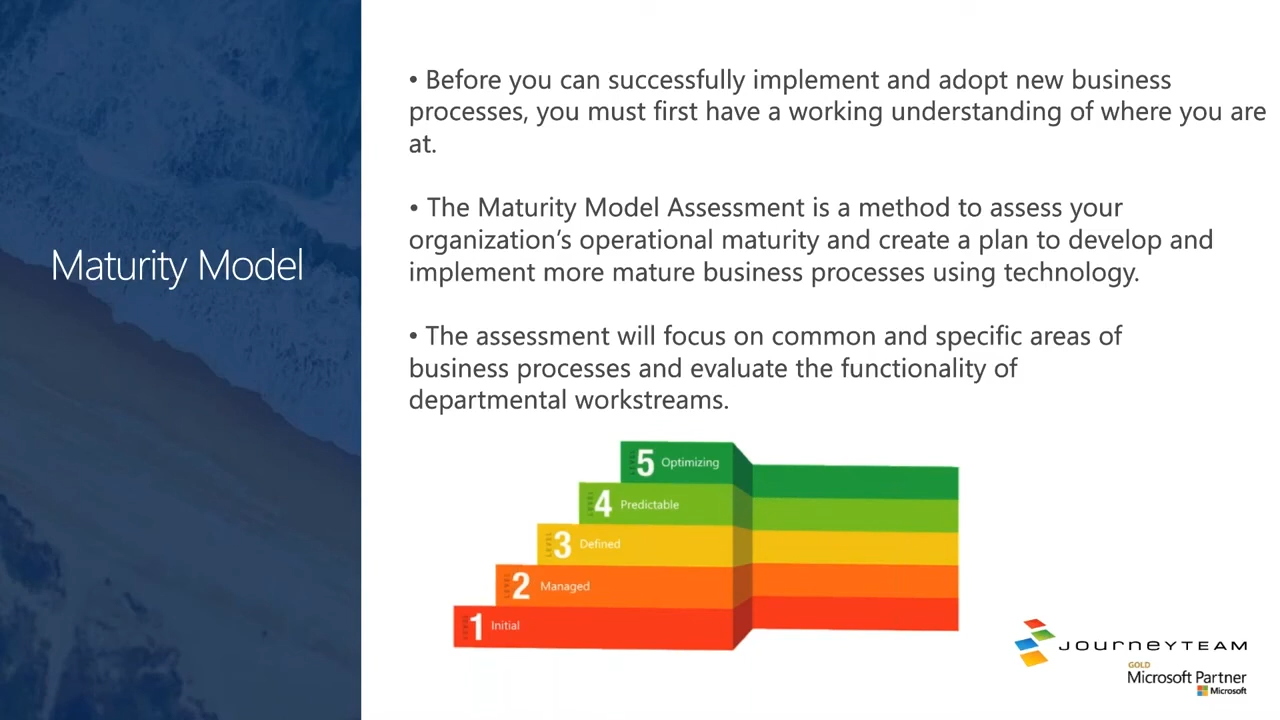 Maturity Model
• Before you can successfully implement and adopt new business
processes, you must first have a working understanding of where you are
at.
• The Maturity Model Assessment is a method to assess your
organization's operational maturity and create a plan to develop and
implement more mature business processes using technology.
• The assessment will focus on common and specific areas of
business processes and evaluate the functionality of
departmental workstreams.
5 Optimizing
4 Predictable
3 Defined
2 Managed
1 Initial
JOURNEYTEAM
GOLD
Microsoft Partner
Microsoft